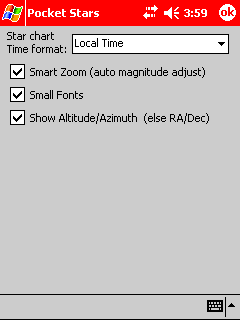 Pocket Stars 3:59 ok
Star chart
Time format: Local Time
Smart Zoom (auto magnitude adjust)
Small Fonts
Show Altitude/Azimuth (else RA/Dec)